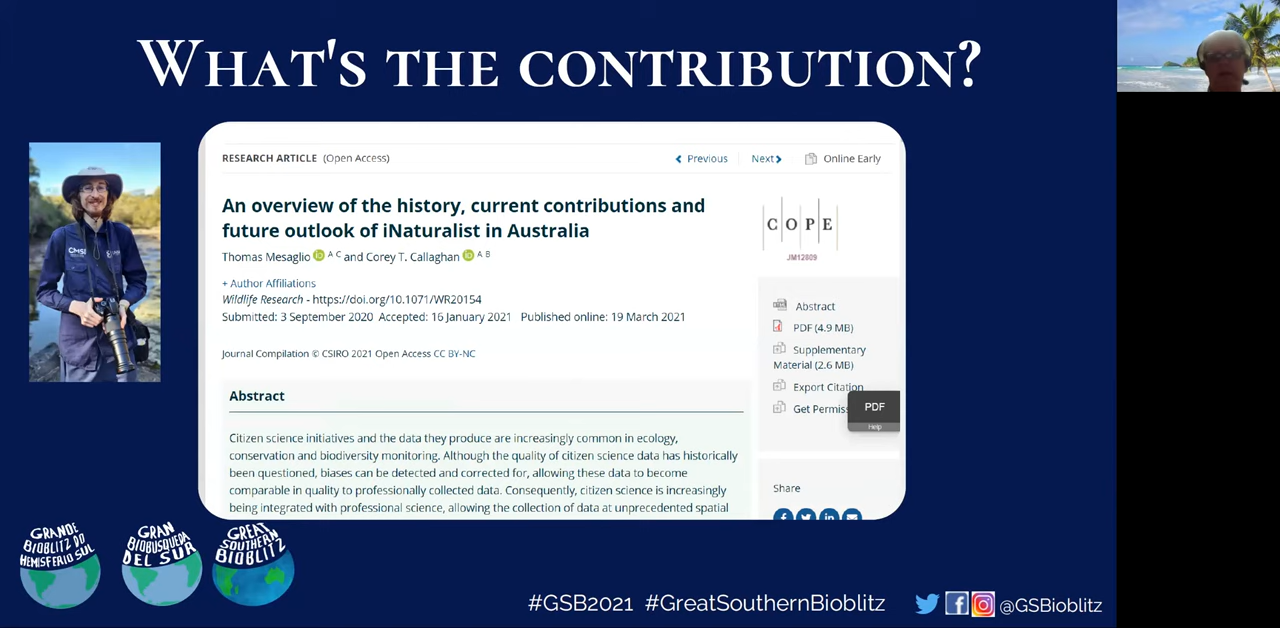 WHAT'S THE CONTRIBUTION?
RESEARCH ARTICLE (Open Access)
Previous
Next
Online Early
An overview of the history, current contributions and
future outlook of iNaturalist in Australia
Thomas Mesaglio A C and Corey T. Callaghan A B
+ Author Affiliations
Wildlife Research - https://doi.org/10.1071/WR20154
Submitted: 3 September 2020 Accepted: 16 January 2021 Published online: 19 March 2021
Journal Compilation © CSIRO 2021 Open Access CC BY-NC
COPE
JM12609
Abstract
PDF (4.9 MB)
Supplementary
Material (2.6 MB)
Export Citation
Get Permis
PDF
Help
Share
Abstract
Citizen science initiatives and the data they produce are increasingly common in ecology,
conservation and biodiversity monitoring. Although the quality of citizen science data has historically
been questioned, biases can be detected and corrected for, allowing these data to become
comparable in quality to professionally collected data. Consequently, citizen science is increasingly
being integrated with professional science, allowing the collection of data at unprecedented spatial
GRANDE
BIOBLITZ DO
HEMISFERIO SUL
GRAN
BIOBUSQUEDA
DEL SUR
GREAT
SOUTHERN
BIOBLITZ
#GSB2021 #GreatSouthernBioblitz
@GSBioblitz